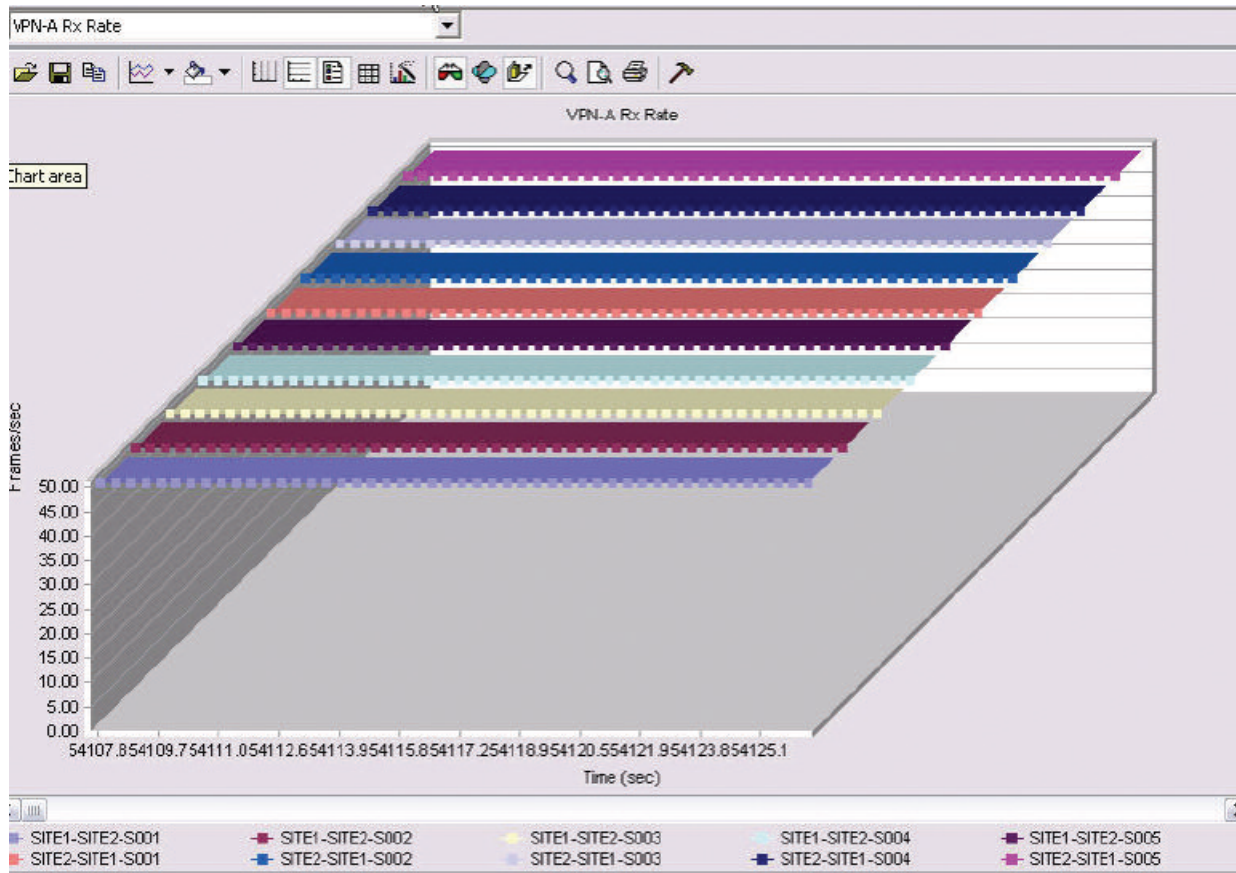 VPN-A Rx Rate
VPN-A Rx Rate
Chart area
Frames/sec
50.00
45.00
40.00
35.00
30.00
25.00
20.00
15.00
10.00
5.00
0.00
54107.854109.754111.054112.654113.954115.854117.254118.954120.554121.954123.854125.1
Time (sec)
SITE1-SITE2-S001 SITE1-SITE2-S002 SITE1-SITE2-S003 SITE1-SITE2-S004 SITE1-SITE2-S005
SITE2-SITE1-S001 SITE2-SITE1-S002 SITE2-SITE1-S003 SITE2-SITE1-S004 SITE2-SITE1-S005